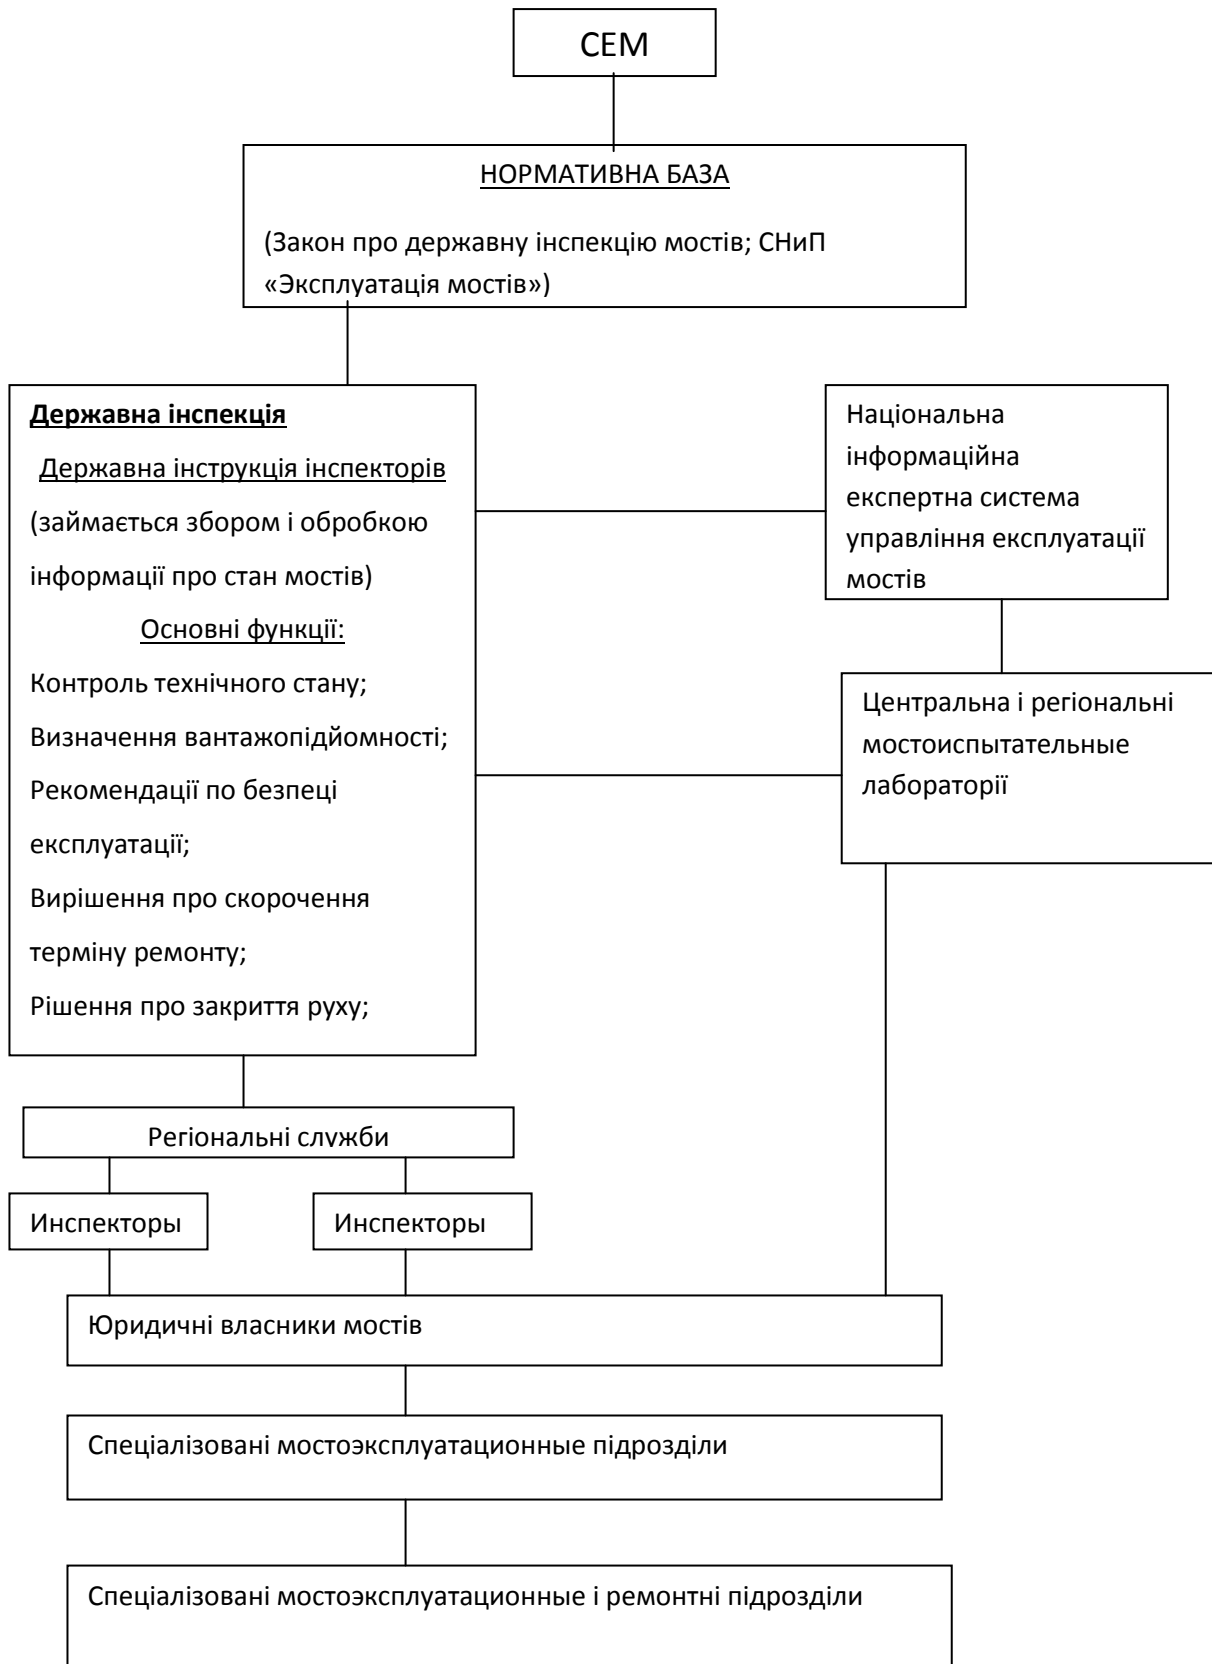 СЕМ
НОРМАТИВНА БАЗА
(Закон про державну інспекцію мостів; СНиП
«Эксплуатація мостів»)
Державна інспекція
Державна інструкція інспекторів
(займається збором і обробкою
інформації про стан мостів)
Основні функції:
Контроль технічного стану;
Визначення вантажопідйомності;
Рекомендації по безпеці
експлуатації;
Вирішення про скорочення
терміну ремонту;
Рішення про закриття руху;
Національна
інформаційна
експертна система
управління експлуатації
мостів
Центральна і регіональні
мостоиспытательные
лабораторії
Регіональні служби
Инспекторы
Инспекторы
Юридичні власники мостів
Спеціалізовані мостоэксплуатационные підрозділи
Спеціалізовані мостоэксплуатационные і ремонтні підрозділи